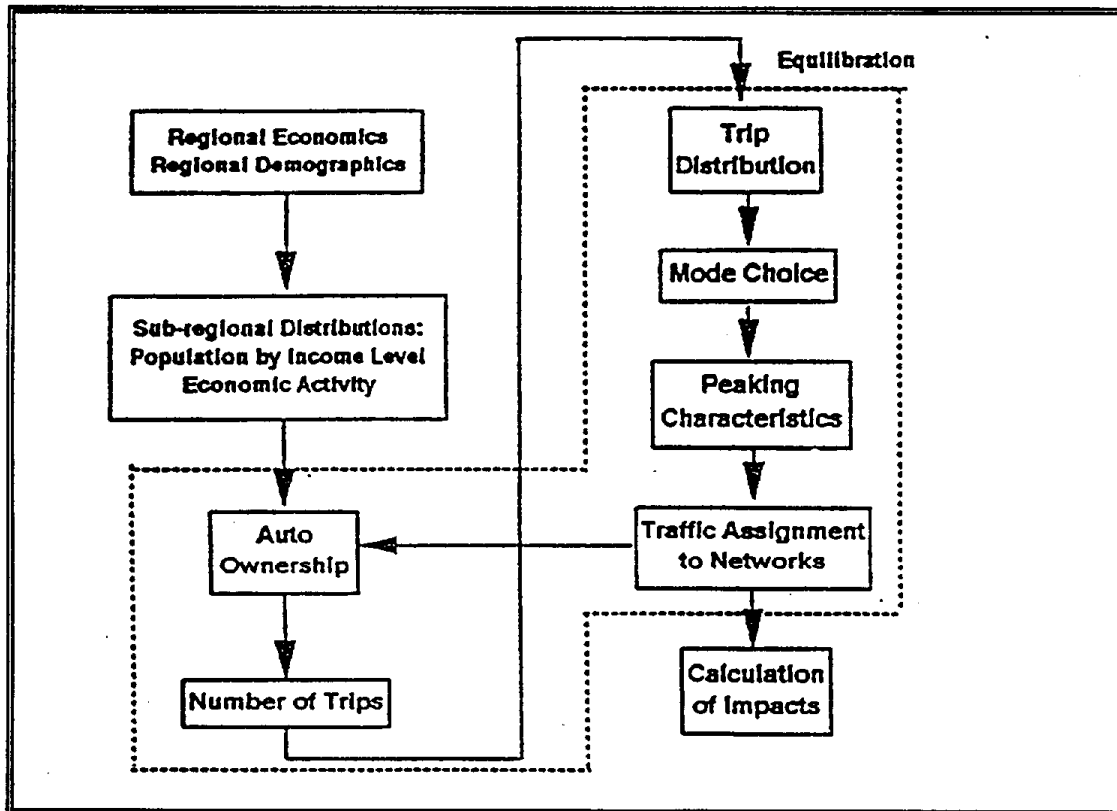 Regional Economics
Regional Demographics
Sub-regional Distributions:
Population by Income Level
Economic Activity
Auto
Ownership
Number of Trips
Equilibration
Trip
Distribution
Mode Choice
Peaking
Characteristics
Traffic Assignment
to Networks
Calculation
of Impacts